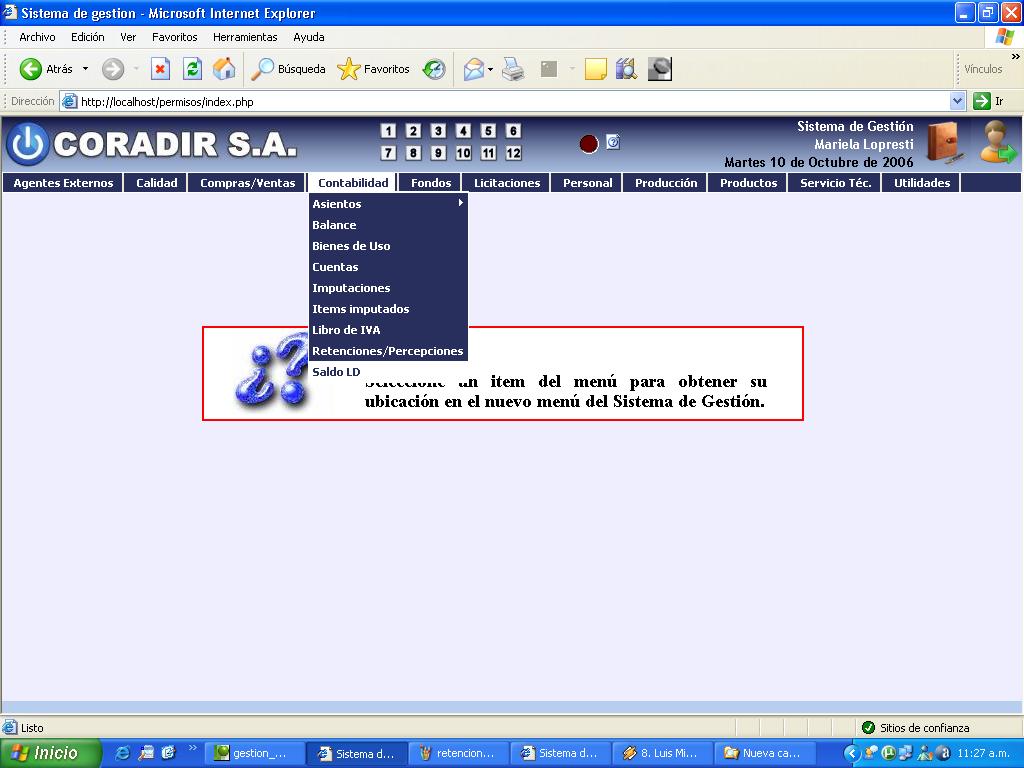 Sistema de gestion - Microsoft Internet Explorer
Archivo Edición Ver Favoritos Herramientas Ayuda
Atrás Búsqueda Favoritos Vínculos »
Dirección http://localhost/permisos/index.php Ir
CORADIR S.A.
1 2 3 4 5 6
7 8 9 10 11 12
Sistema de Gestión
Mariela Lopresti
Martes 10 de Octubre de 2006
Agentes Externos Calidad Compras/Ventas Contabilidad Fondos Licitaciones Personal Producción Productos Servicio Téc. Utilidades
Asientos
Balance
Bienes de Uso
Cuentas
Imputaciones
Items imputados
Libro de IVA
Retenciones/Percepciones
Saldo LD
¿?
Seleccione un item del menú para obtener su
ubicación en el nuevo menú del Sistema de Gestión.
Listo Sitios de confianza
Inicio » gestion_... Sistema d... retencion... Sistema d... 8. Luis Mi... Nueva ca... 11:27 a.m.